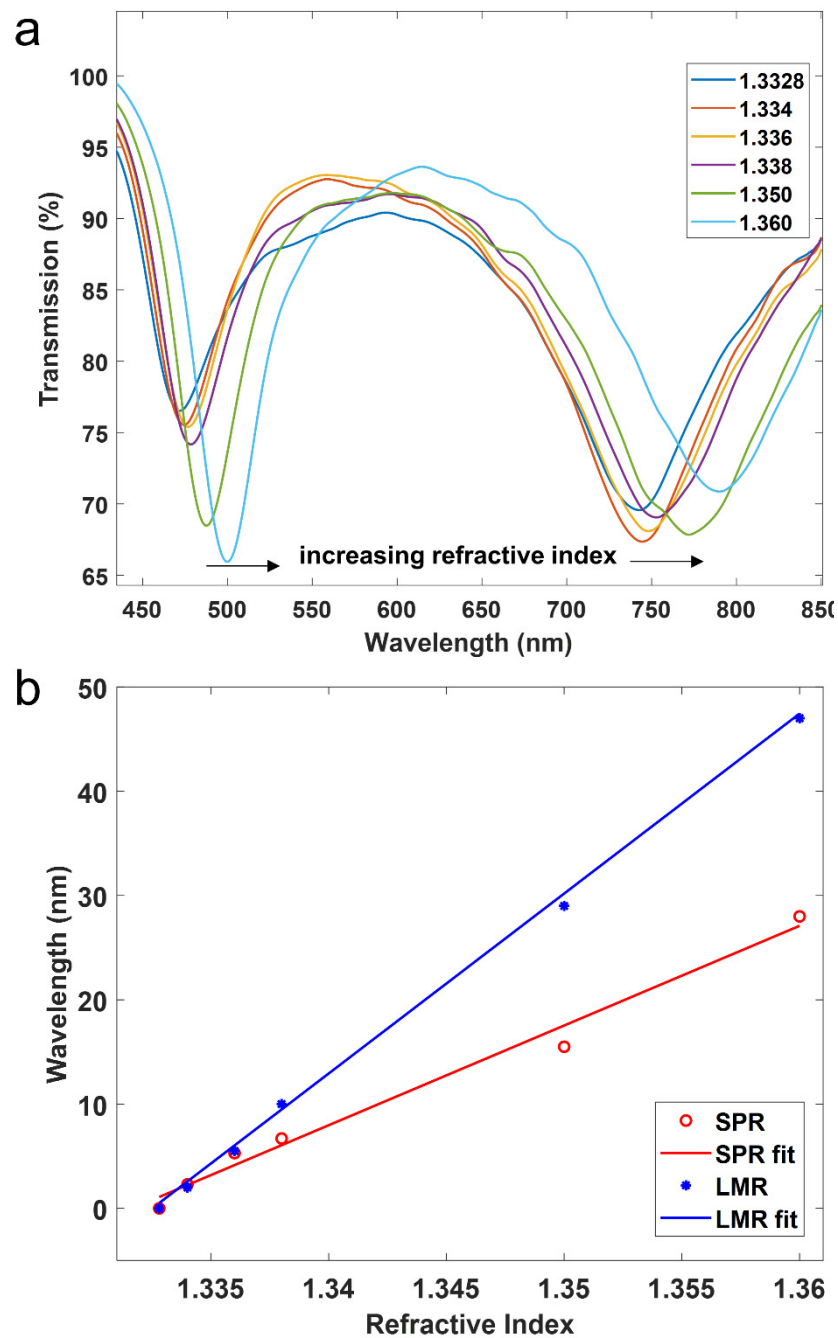 a
100
95
90
85
80
75
70
65
Transmission (%)
1.3328
1.334
1.336
1.338
1.350
1.360
increasing refractive index
450 500 550 600 650 700 750 800 850
Wavelength (nm)
b
50
40
30
20
10
0
Wavelength (nm)
SPR
SPR fit
LMR
LMR fit
1.335 1.34 1.345 1.35 1.355 1.36
Refractive Index